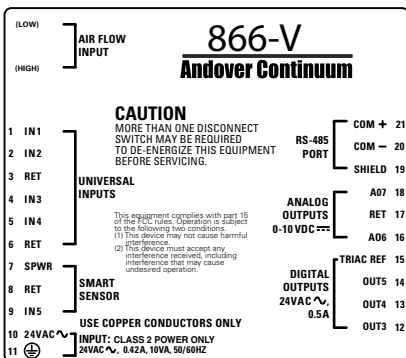 (LOW)
(HIGH)
AIR FLOW
INPUT
866-V
Andover Continuum
CAUTION
MORE THAN ONE DISCONNECT
SWITCH MAY BE REQUIRED
TO DE-ENERGIZE THIS EQUIPMENT
BEFORE SERVICING.
1 IN1
2 IN2
3 RET
4 IN3
5 IN4
6 RET
UNIVERSAL
INPUTS
7 SPWR
8 RET
9 IN5
SMART
SENSOR
10 24VAC ∿
11 ⏚
This equipment complies with part 15
of the FCC rules. Operation is subject
to the following two conditions.
(1) This device may not cause harmful
interference.
(2) This device must accept any
interference received, including
interference that may cause
undesired operation.
USE COPPER CONDUCTORS ONLY
INPUT: CLASS 2 POWER ONLY
24VAC ∿, 0.42A, 10VA, 50/60HZ
RS-485
PORT
COM + 21
COM − 20
SHIELD 19
ANALOG
OUTPUTS
0-10 VDC ⎓
A07 18
RET 17
AO6 16
DIGITAL
OUTPUTS
24VAC ∿,
0.5A
TRIAC REF 15
OUT5 14
OUT4 13
OUT3 12